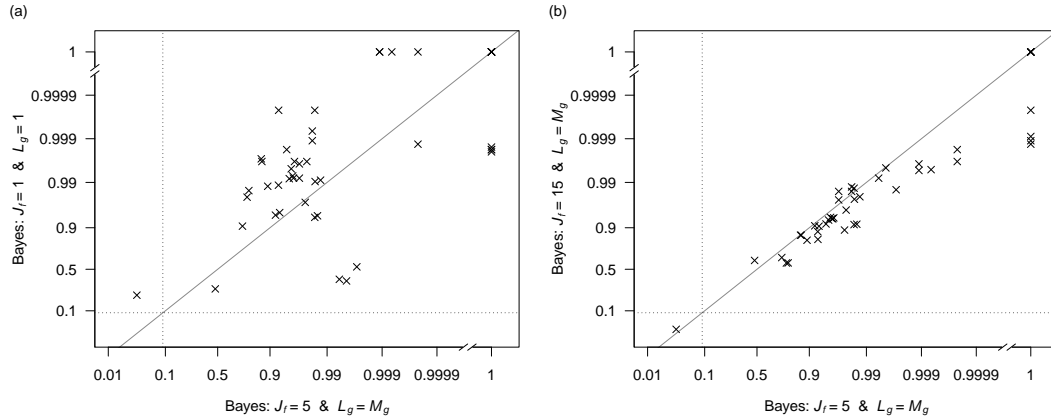 (a)
1
0.9999
0.999
0.99
0.9
0.5
0.1
Bayes: J_f = 1 & L_g = 1
0.01 0.1 0.5 0.9 0.99 0.999 0.9999 1
Bayes: J_f = 5 & L_g = M_g
(b)
1
0.9999
0.999
0.99
0.9
0.5
0.1
Bayes: J_f = 15 & L_g = M_g
0.01 0.1 0.5 0.9 0.99 0.999 0.9999 1
Bayes: J_f = 5 & L_g = M_g